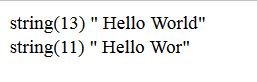 string(13) " Hello World"
string(11) " Hello Wor"